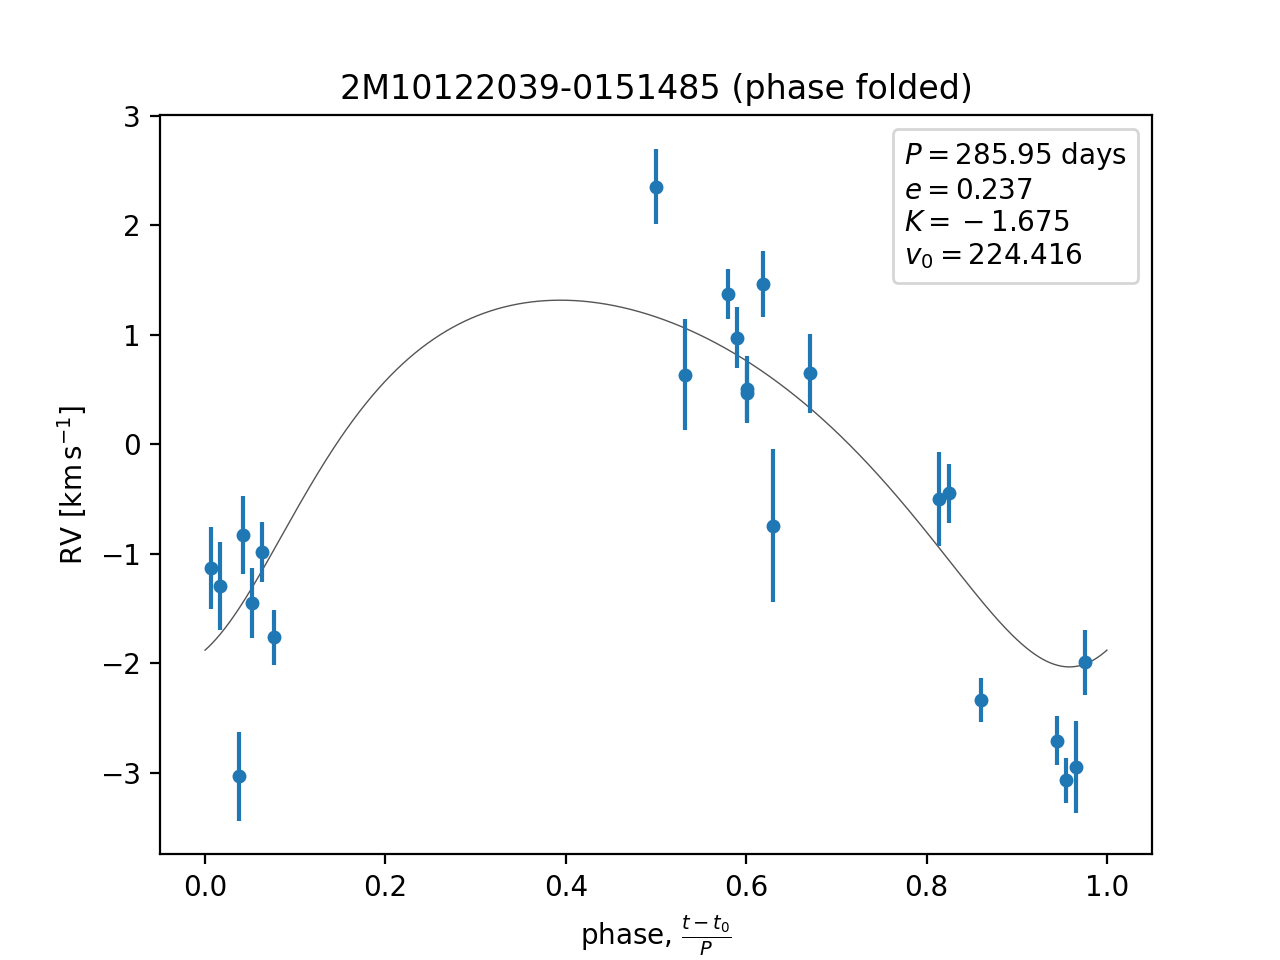 2M10122039-0151485 (phase folded)
P = 285.95 days
e = 0.237
K = −1.675
v₀ = 224.416
RV [km s⁻¹]
3
2
1
0
−1
−2
−3
0.0 0.2 0.4 0.6 0.8 1.0
phase, (t − t₀)/P